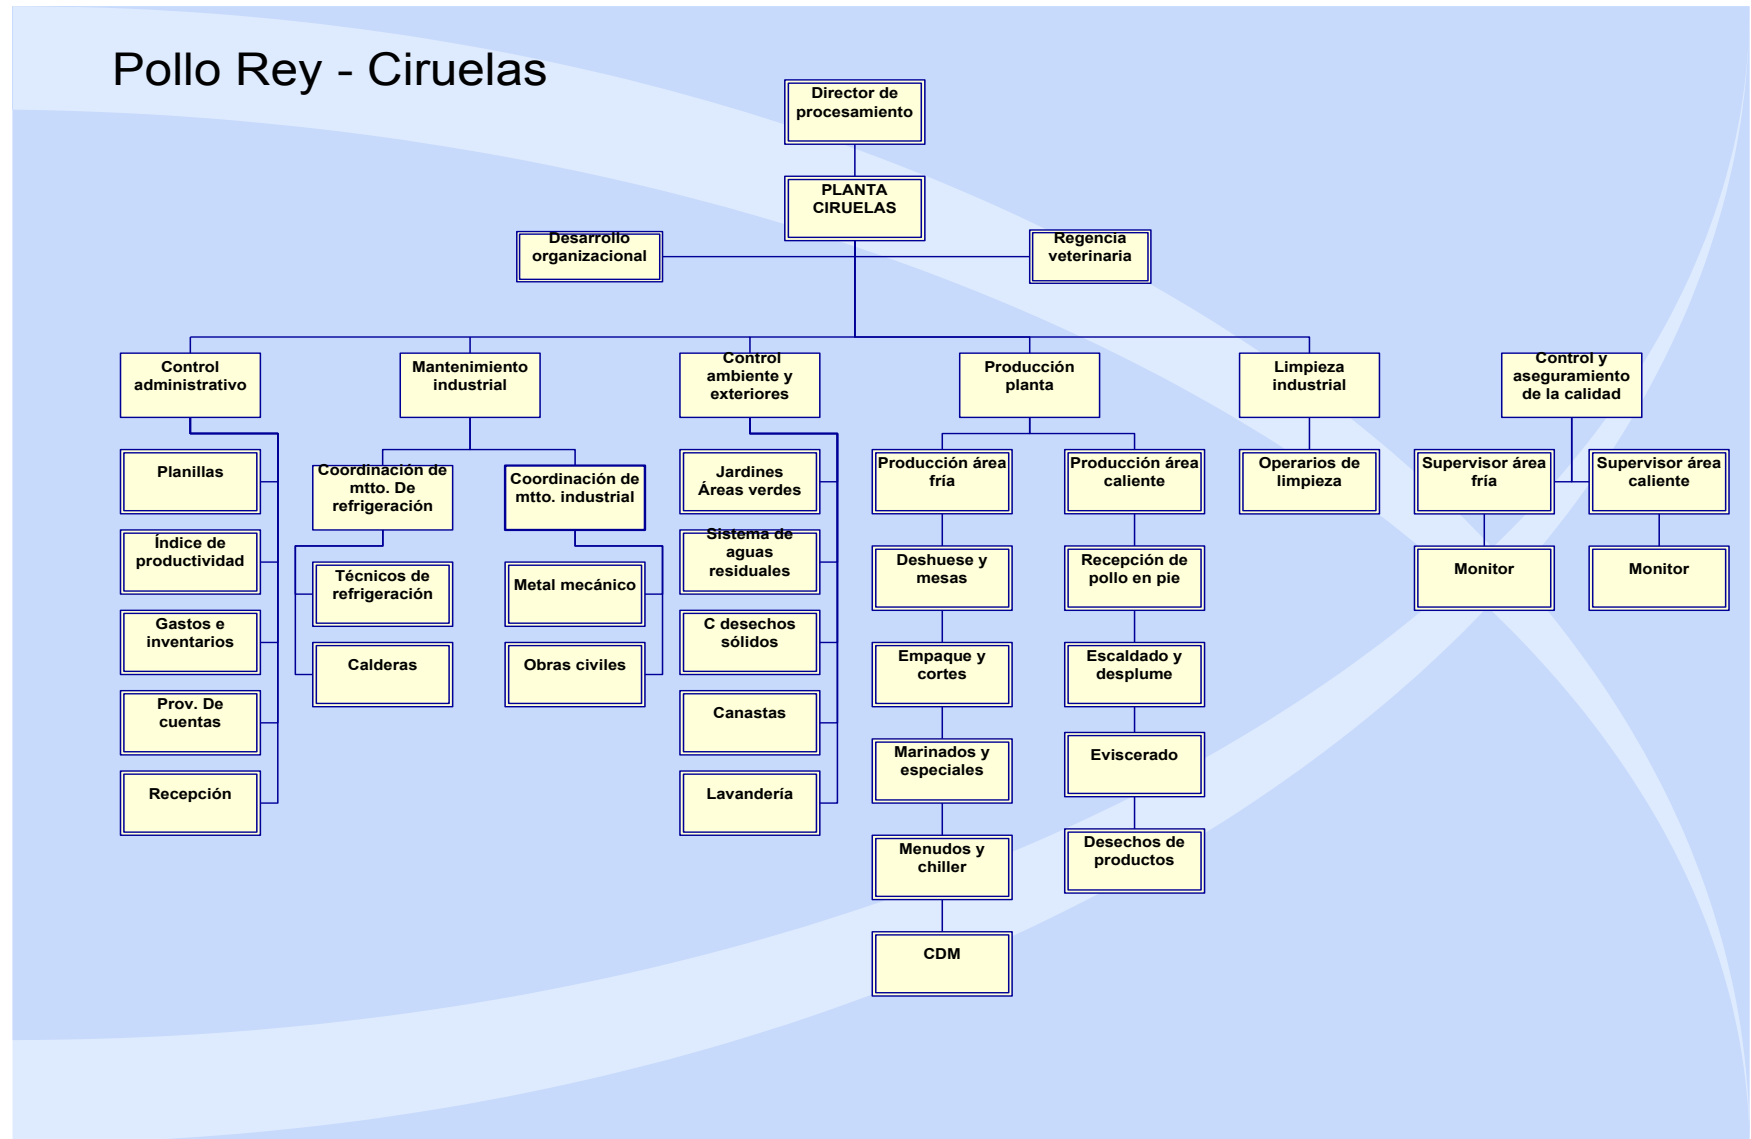 Pollo Rey - Ciruelas
Director de
procesamiento
PLANTA
CIRUELAS
Desarrollo
organizacional
Regencia
veterinaria
Control
administrativo
Mantenimiento
industrial
Control
ambiente y
exteriores
Producción
planta
Limpieza
industrial
Control y
aseguramiento
de la calidad
Planillas
Índice de
productividad
Gastos e
inventarios
Prov. De
cuentas
Recepción
Coordinación de
mtto. De
refrigeración
Técnicos de
refrigeración
Calderas
Coordinación de
mtto. industrial
Metal mecánico
Obras civiles
Jardines
Áreas verdes
Sistema de
aguas
residuales
C desechos
sólidos
Canastas
Lavandería
Producción área
fría
Deshuese y
mesas
Empaque y
cortes
Marinados y
especiales
Menudos y
chiller
CDM
Producción área
caliente
Recepción de
pollo en pie
Escaldado y
desplume
Eviscerado
Desechos de
productos
Operarios de
limpieza
Supervisor área
fría
Monitor
Supervisor área
caliente
Monitor